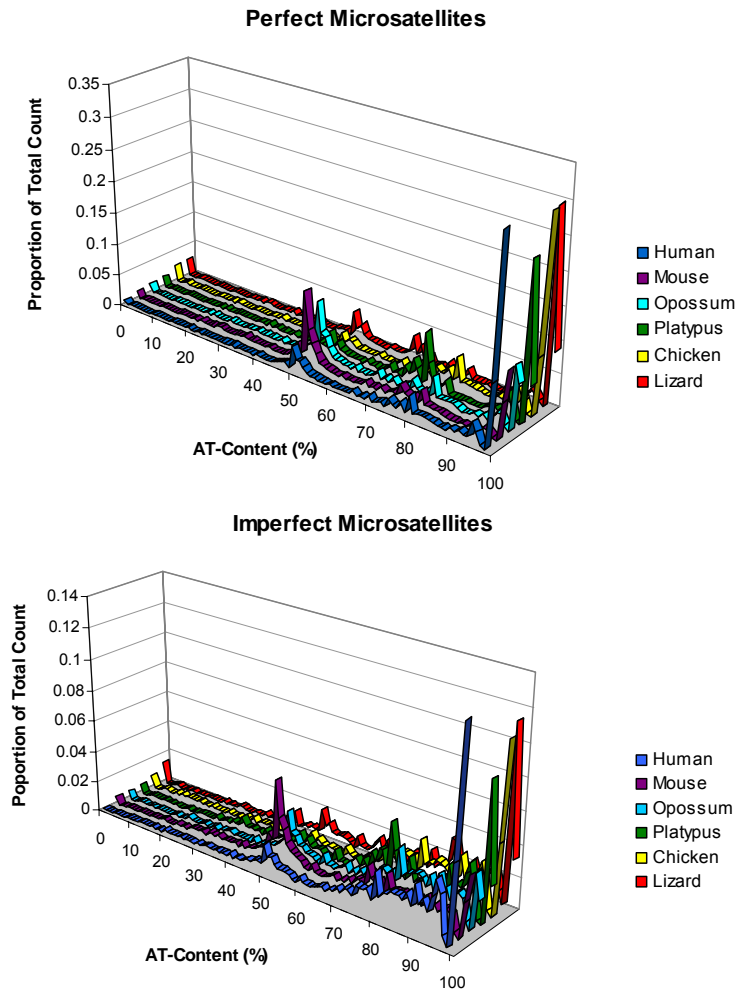 Perfect Microsatellites
Proportion of Total Count
0.35
0.3
0.25
0.2
0.15
0.1
0.05
0
0
10
20
30
40
50
60
70
80
90
100
AT-Content (%)
Human
Mouse
Opossum
Platypus
Chicken
Lizard
Imperfect Microsatellites
Poportion of Total Count
0.14
0.12
0.1
0.08
0.06
0.04
0.02
0
0
10
20
30
40
50
60
70
80
90
100
AT-Content (%)
Human
Mouse
Opossum
Platypus
Chicken
Lizard